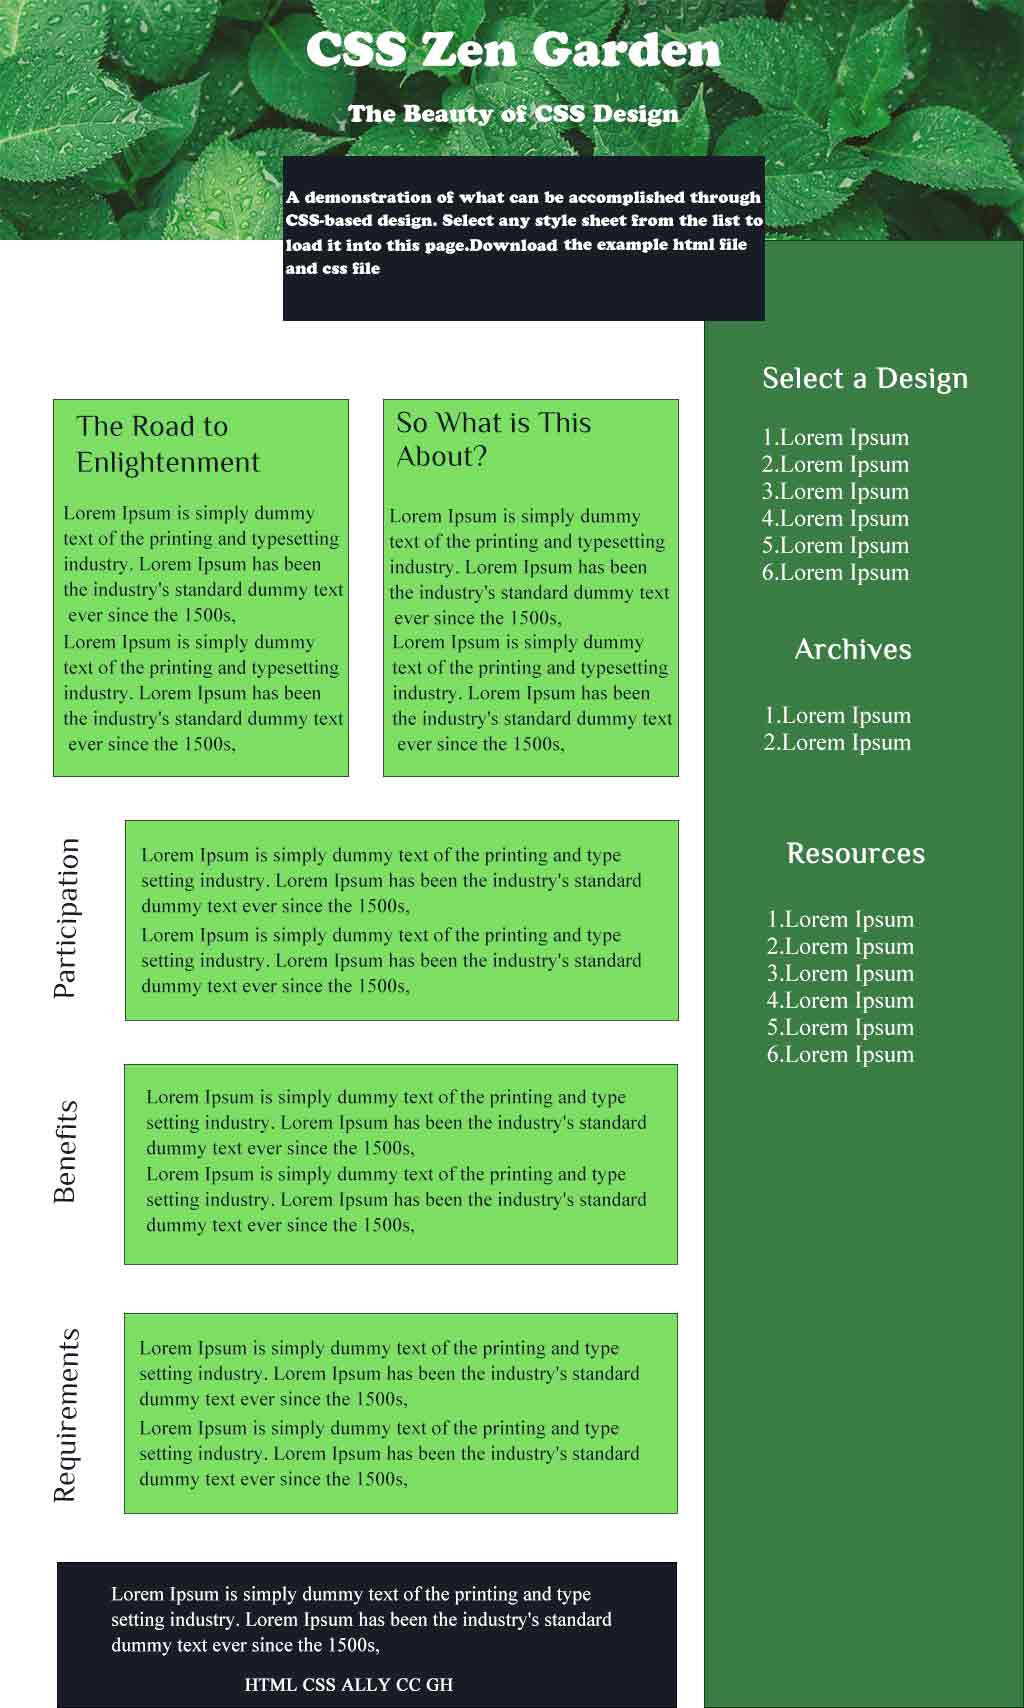 CSS Zen Garden
The Beauty of CSS Design
A demonstration of what can be accomplished through
CSS-based design. Select any style sheet from the list to
load it into this page.Download the example html file
and css file
The Road to
Enlightenment
Lorem Ipsum is simply dummy
text of the printing and typesetting
industry. Lorem Ipsum has been
the industry's standard dummy text
ever since the 1500s,
Lorem Ipsum is simply dummy
text of the printing and typesetting
industry. Lorem Ipsum has been
the industry's standard dummy text
ever since the 1500s,
So What is This
About?
Lorem Ipsum is simply dummy
text of the printing and typesetting
industry. Lorem Ipsum has been
the industry's standard dummy text
ever since the 1500s,
Lorem Ipsum is simply dummy
text of the printing and typesetting
industry. Lorem Ipsum has been
the industry's standard dummy text
ever since the 1500s,
Participation
Lorem Ipsum is simply dummy text of the printing and type
setting industry. Lorem Ipsum has been the industry's standard
dummy text ever since the 1500s,
Lorem Ipsum is simply dummy text of the printing and type
setting industry. Lorem Ipsum has been the industry's standard
dummy text ever since the 1500s,
Benefits
Lorem Ipsum is simply dummy text of the printing and type
setting industry. Lorem Ipsum has been the industry's standard
dummy text ever since the 1500s,
Lorem Ipsum is simply dummy text of the printing and type
setting industry. Lorem Ipsum has been the industry's standard
dummy text ever since the 1500s,
Requirements
Lorem Ipsum is simply dummy text of the printing and type
setting industry. Lorem Ipsum has been the industry's standard
dummy text ever since the 1500s,
Lorem Ipsum is simply dummy text of the printing and type
setting industry. Lorem Ipsum has been the industry's standard
dummy text ever since the 1500s,
Lorem Ipsum is simply dummy text of the printing and type
setting industry. Lorem Ipsum has been the industry's standard
dummy text ever since the 1500s,
HTML CSS ALLY CC GH
Select a Design
1.Lorem Ipsum
2.Lorem Ipsum
3.Lorem Ipsum
4.Lorem Ipsum
5.Lorem Ipsum
6.Lorem Ipsum
Archives
1.Lorem Ipsum
2.Lorem Ipsum
Resources
1.Lorem Ipsum
2.Lorem Ipsum
3.Lorem Ipsum
4.Lorem Ipsum
5.Lorem Ipsum
6.Lorem Ipsum